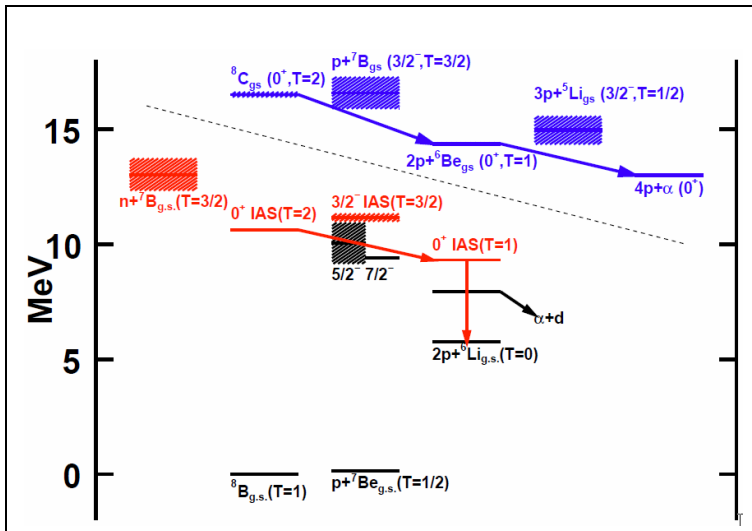 ⁸C_gs (0⁺,T=2)
p+⁷B_gs (3/2⁻,T=3/2)
3p+⁵Li_gs (3/2⁻,T=1/2)
15
2p+⁶Be_gs (0⁺,T=1)
4p+α (0⁺)
n+⁷B_g.s.(T=3/2)
0⁺ IAS(T=2)
3/2⁻ IAS(T=3/2)
0⁺ IAS(T=1)
10
5/2⁻ 7/2⁻
α+d
MeV
2p+⁶Li_g.s.(T=0)
5
0
⁸B_g.s.(T=1)
p+⁷Be_g.s.(T=1/2)